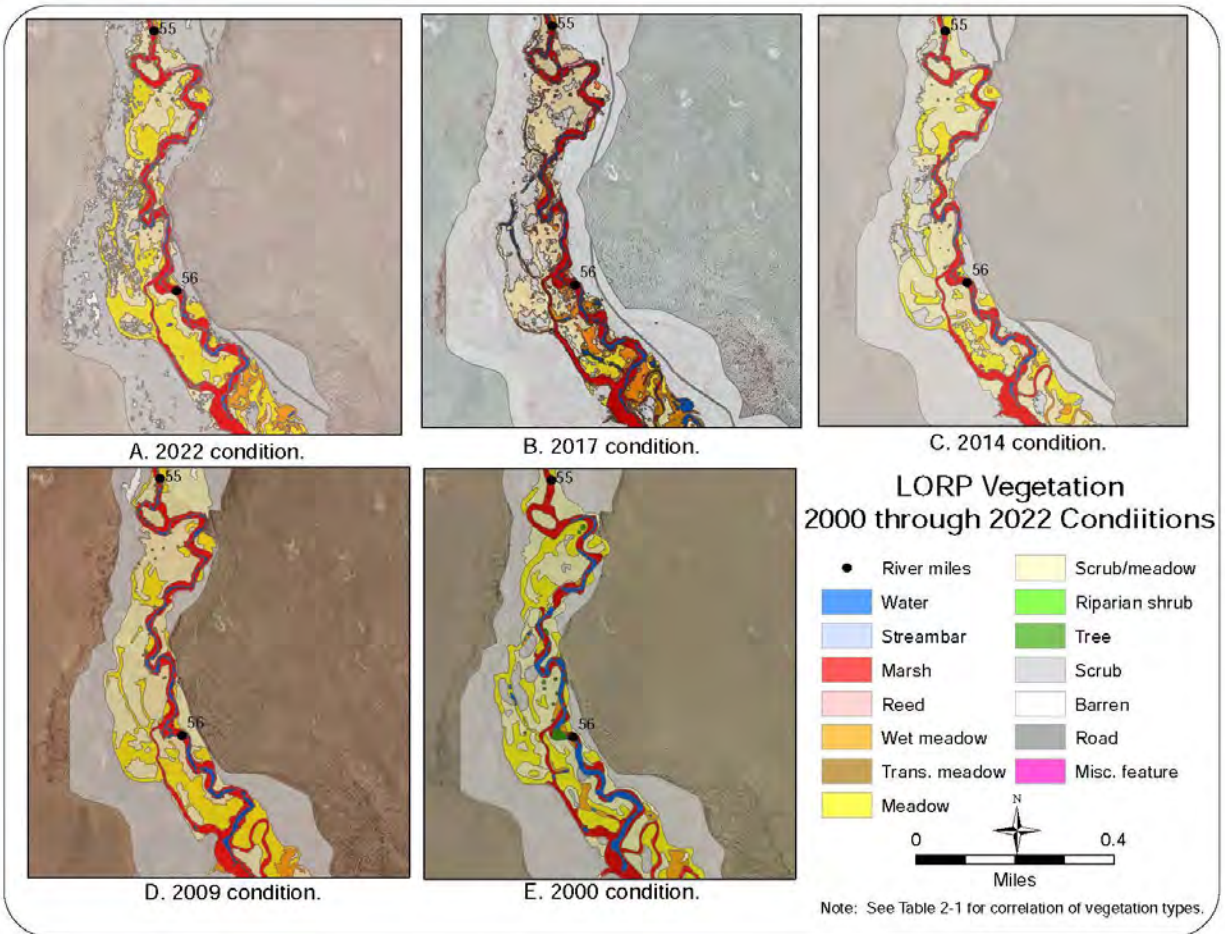 55
56
A. 2022 condition.
55
56
B. 2017 condition.
55
56
C. 2014 condition.
55
56
D. 2009 condition.
55
56
E. 2000 condition.
LORP Vegetation
2000 through 2022 Condiitions
River miles
Water
Streambar
Marsh
Reed
Wet meadow
Trans. meadow
Meadow
Scrub/meadow
Riparian shrub
Tree
Scrub
Barren
Road
Misc. feature
N
0 0.4
Miles
Note: See Table 2-1 for correlation of vegetation types.